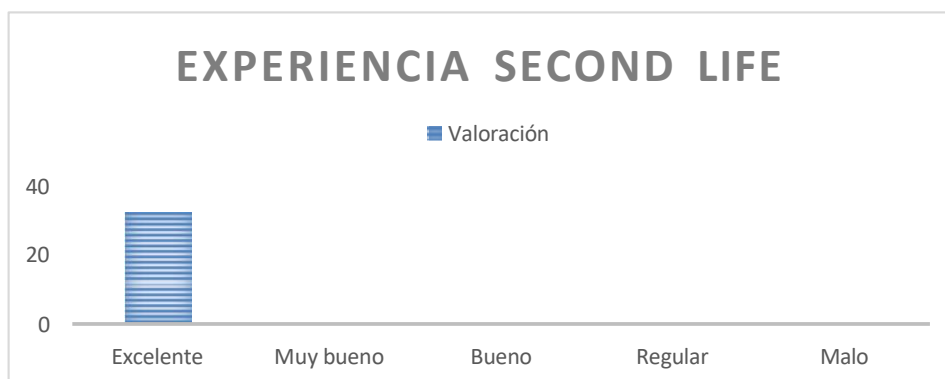 EXPERIENCIA SECOND LIFE
Valoración
40
20
0
Excelente Muy bueno Bueno Regular Malo